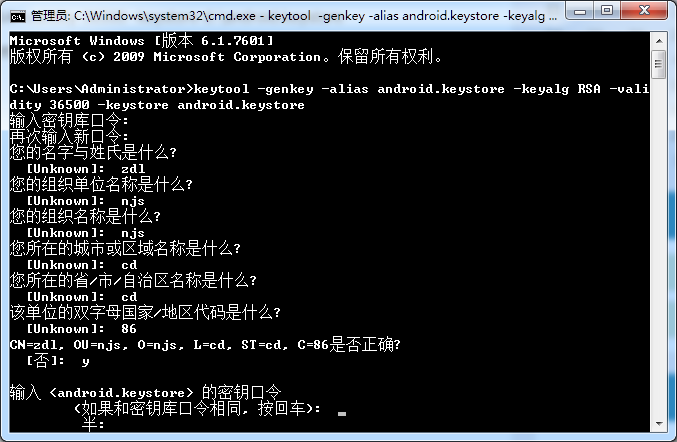 管理员: C:\Windows\system32\cmd.exe - keytool  -genkey -alias android.keystore -keyalg ...
Microsoft Windows [版本 6.1.7601]
版权所有 (c) 2009 Microsoft Corporation。保留所有权利。
C:\Users\Administrator>keytool -genkey -alias android.keystore -keyalg RSA -vali
dity 36500 -keystore android.keystore
输入密钥库口令:
再次输入新口令:
您的名字与姓氏是什么?
  [Unknown]:  zdl
您的组织单位名称是什么?
  [Unknown]:  njs
您的组织名称是什么?
  [Unknown]:  njs
您所在的城市或区域名称是什么?
  [Unknown]:  cd
您所在的省/市/自治区名称是什么?
  [Unknown]:  cd
该单位的双字母国家/地区代码是什么?
  [Unknown]:  86
CN=zdl, OU=njs, O=njs, L=cd, ST=cd, C=86是否正确?
  [否]:  y
输入 <android.keystore> 的密钥口令
        (如果和密钥库口令相同, 按回车):
半: